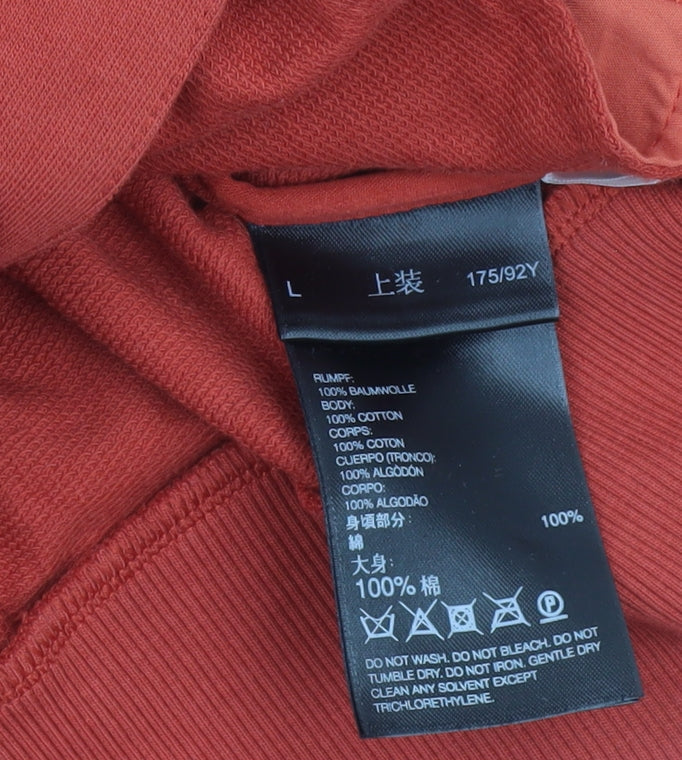 L 上装 175/92Y
RUMPF:
100% BAUMWOLLE
BODY:
100% COTTON
CORPS:
100% COTON
CUERPO (TRONCO):
100% ALGÒDÓN
CORPO:
100% ALGODÃO
身頃部分: 100%
綿
大身:
100% 棉
P
DO NOT WASH. DO NOT BLEACH. DO NOT
TUMBLE DRY. DO NOT IRON. GENTLE DRY
CLEAN ANY SOLVENT EXCEPT
TRICHLORETHYLENE.